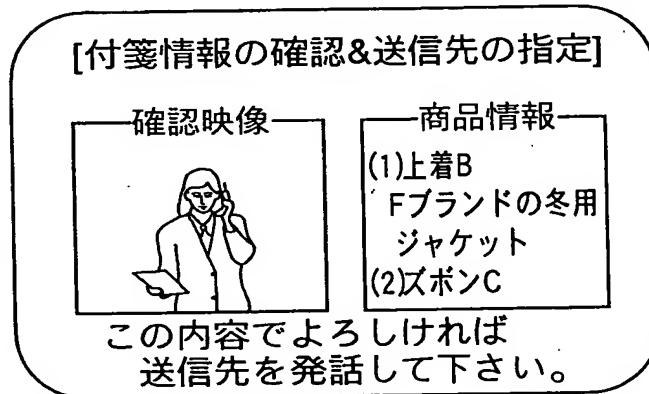 [付箋情報の確認&送信先の指定]
確認映像
商品情報
(1)上着B
Fブランドの冬用
ジャケット
(2)ズボンC
この内容でよろしければ
送信先を発話して下さい。